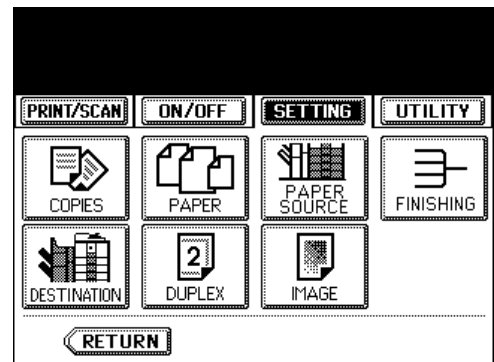 PRINT/SCAN ON/OFF SETTING UTILITY
COPIES PAPER PAPER SOURCE FINISHING
DESTINATION 2 DUPLEX IMAGE
RETURN